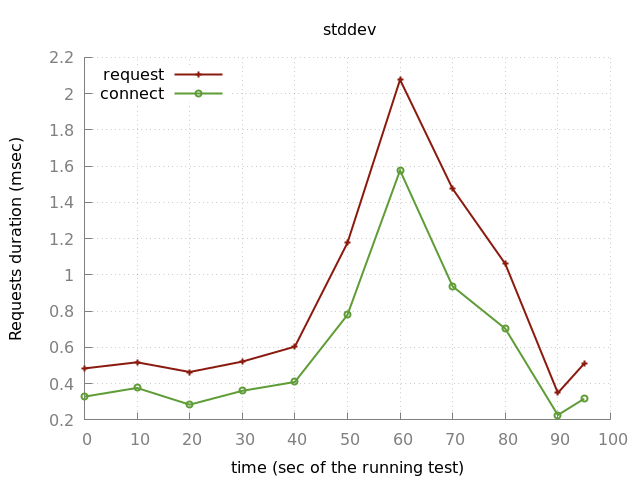 stddev
2.2
2
1.8
1.6
1.4
1.2
1
0.8
0.6
0.4
0.2
request
connect
Requests duration (msec)
0 10 20 30 40 50 60 70 80 90 100
time (sec of the running test)